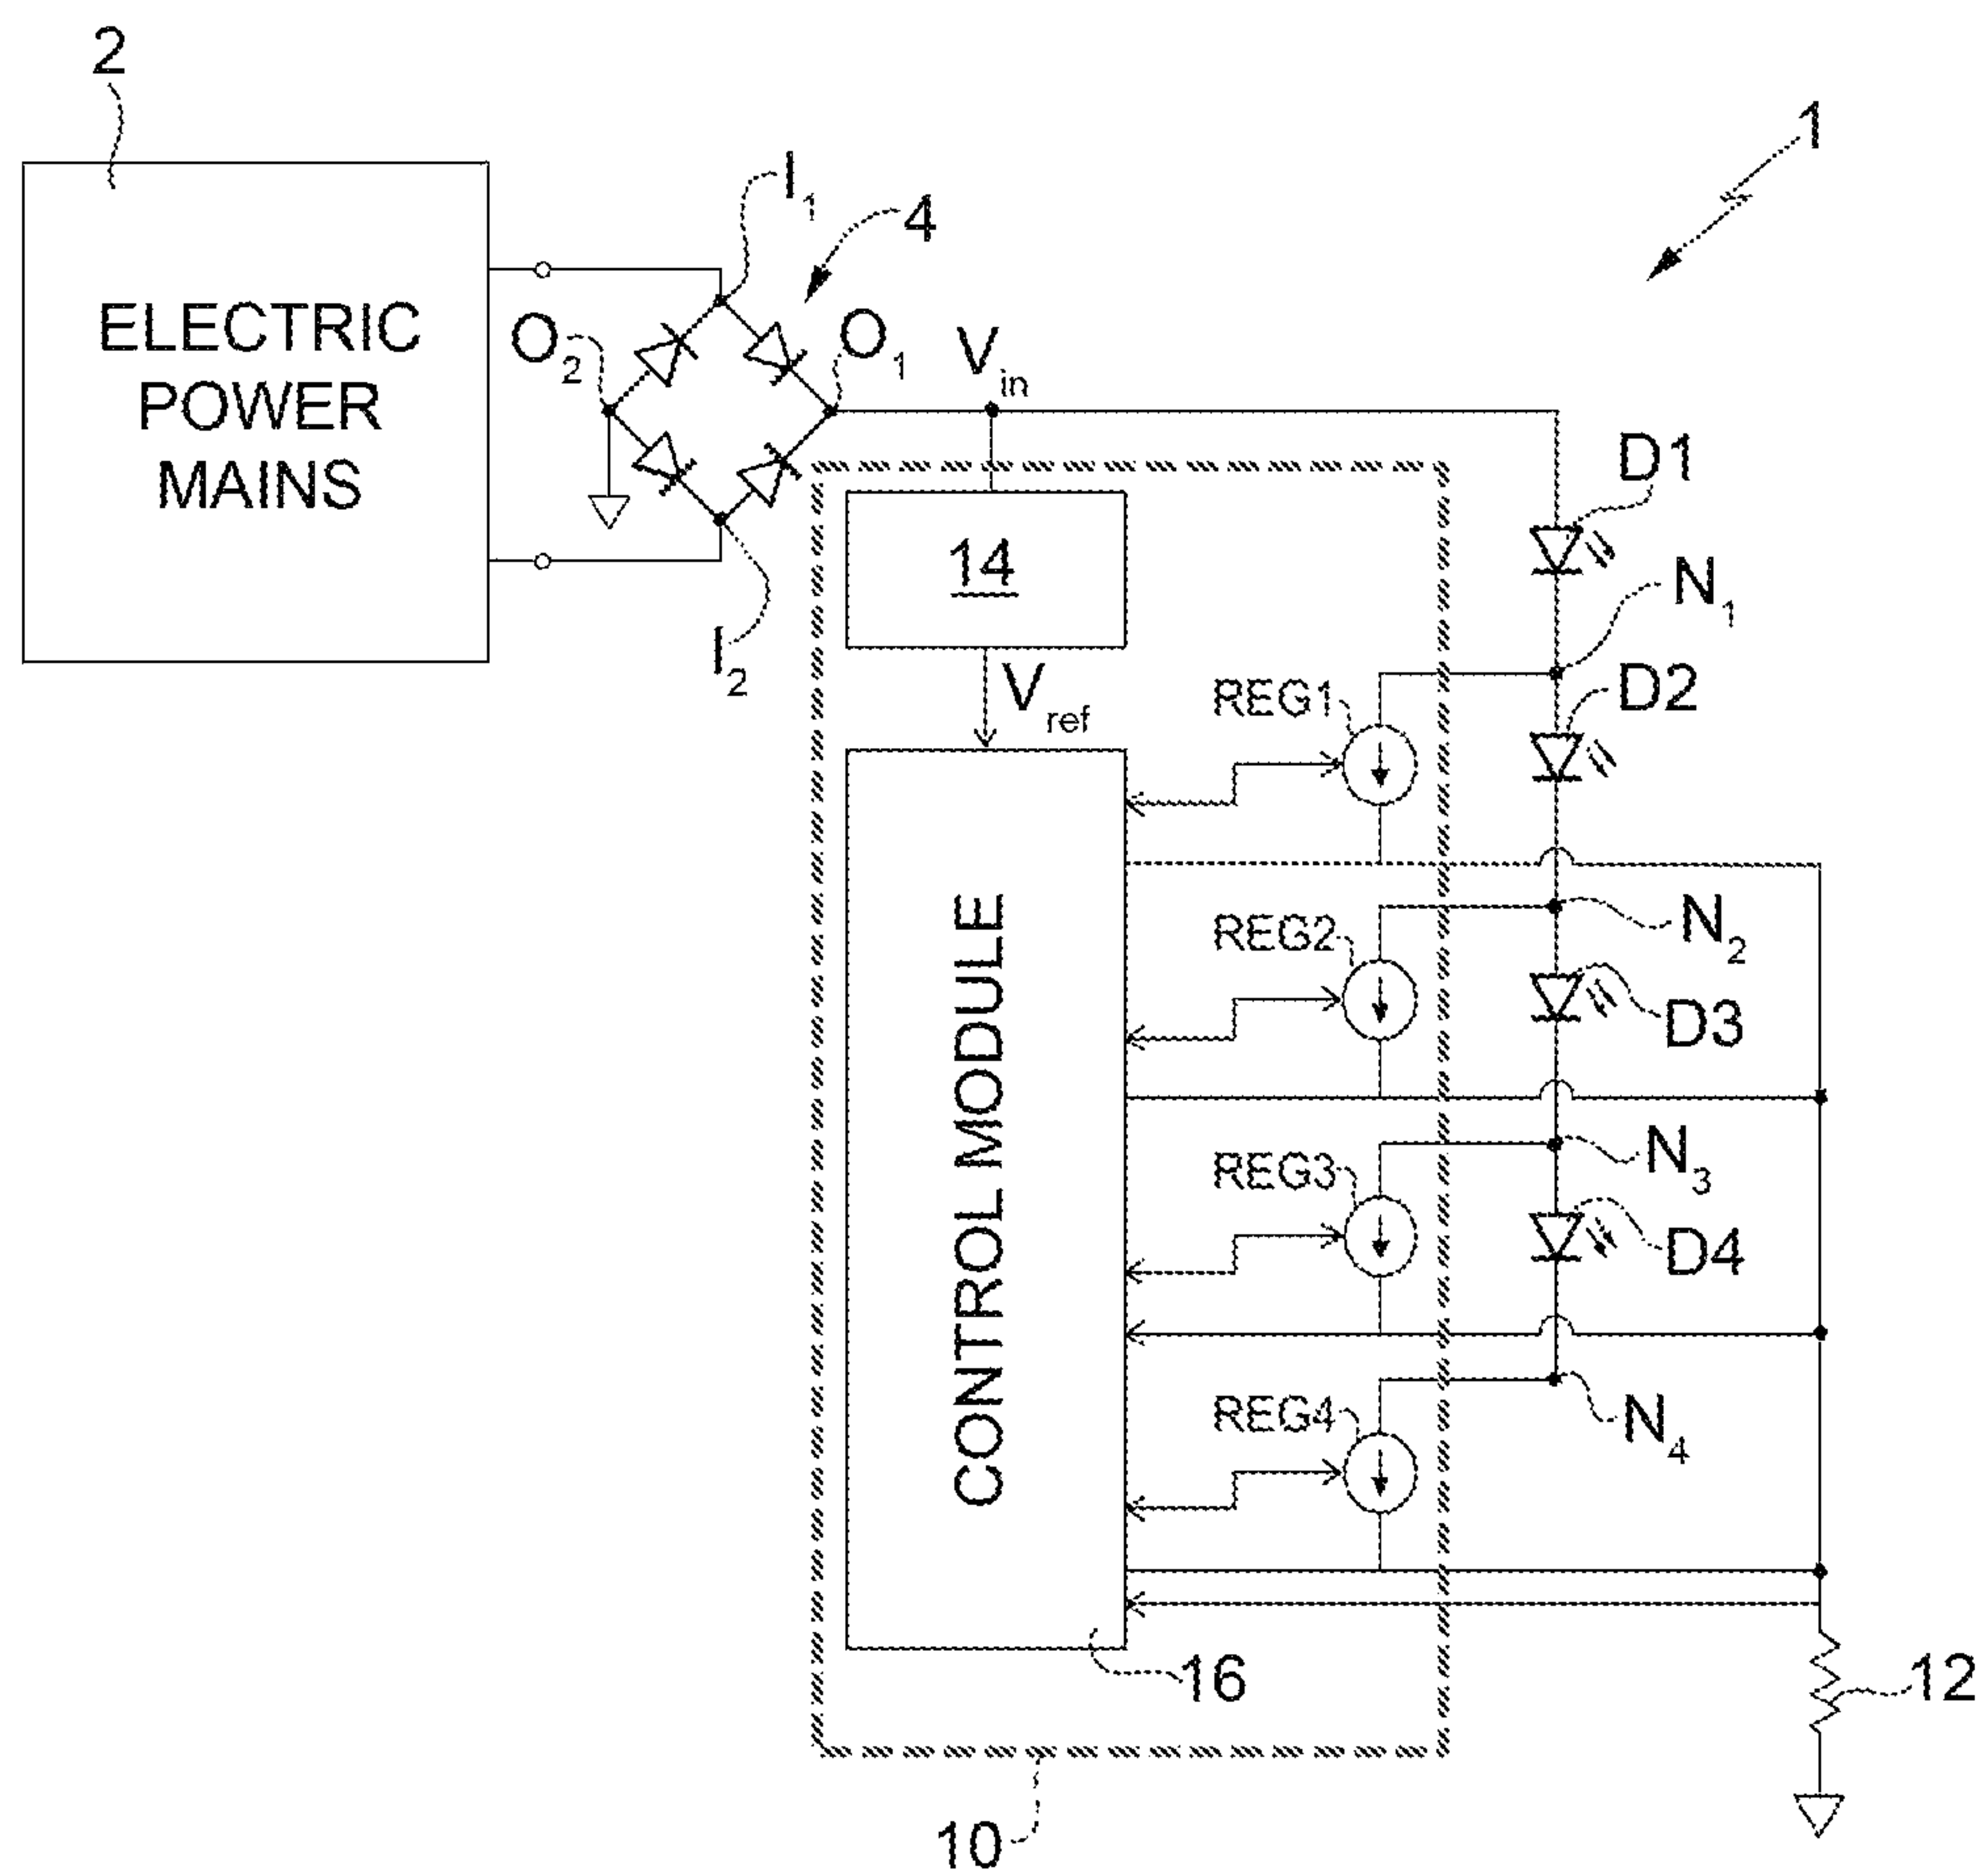 2
1
I1
4
ELECTRIC
POWER
MAINS
O2
O1
Vin
D1
14
N1
I2
Vref
REG1
D2
CONTROL MODULE
REG2
N2
D3
REG3
N3
D4
REG4
N4
16
12
10